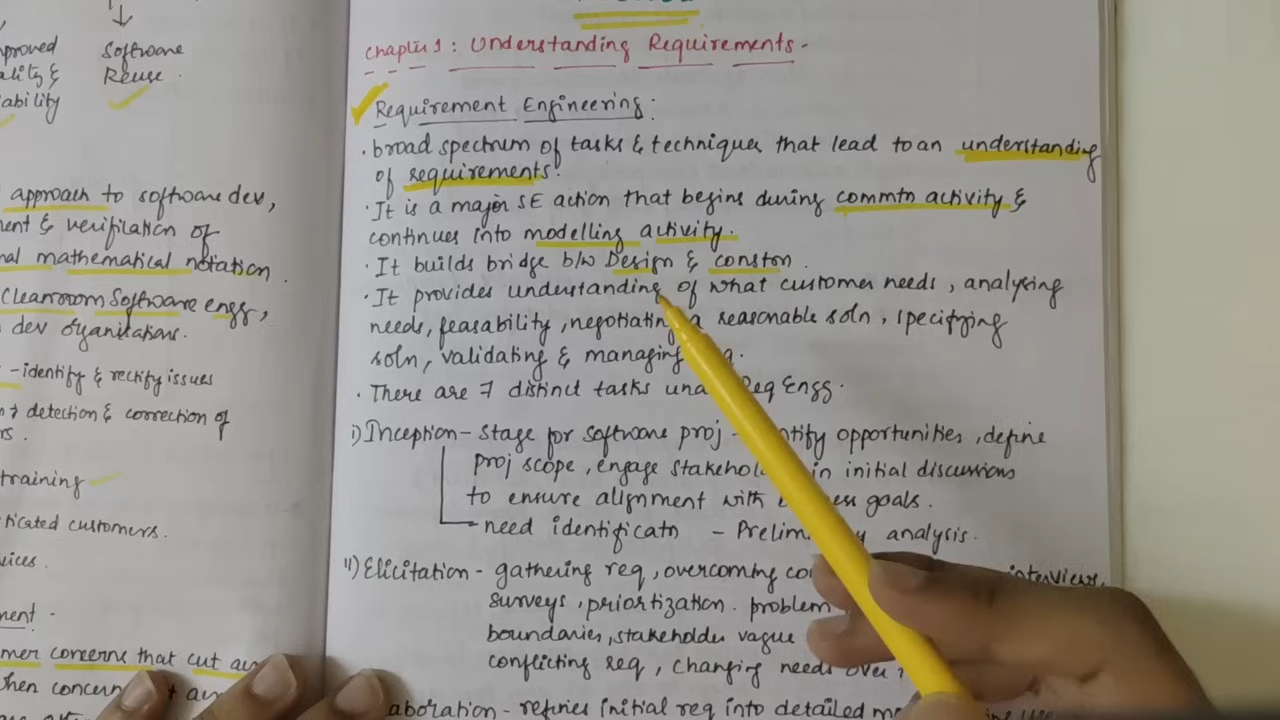 Software
Reuse.
approach to software dev,
& verification of
mathematical notation.
Cleanroom Software engg,
dev organizations.
-identify & rectify issues
detection & correction of
training
customers.
concerns that cut
Chapter 1: Understanding Requirements.
Requirement Engineering:
. broad spectrum of tasks & techniques that lead to an understanding
of requirements.
. It is a major SE action that begins during commtn activity &
continues into modelling activity.
. It builds bridge b/w Design & constn.
. It provides understanding of what customer needs, analysing
needs, feasability, negotiating a reasonable soln, specifying
soln, validating & managing
. There are 7 distinct tasks Req Engg.
i) Inception - Stage for software proj - opportunities, define
proj scope, engage in initial discussions
to ensure alignment with goals.
need identificatn - analysis.
ii) Elicitation - gathering req, overcoming interviews,
surveys, priortization. problem
boundaries, stakeholder vague
conflicting req, changing needs over
- refines initial req into detailed